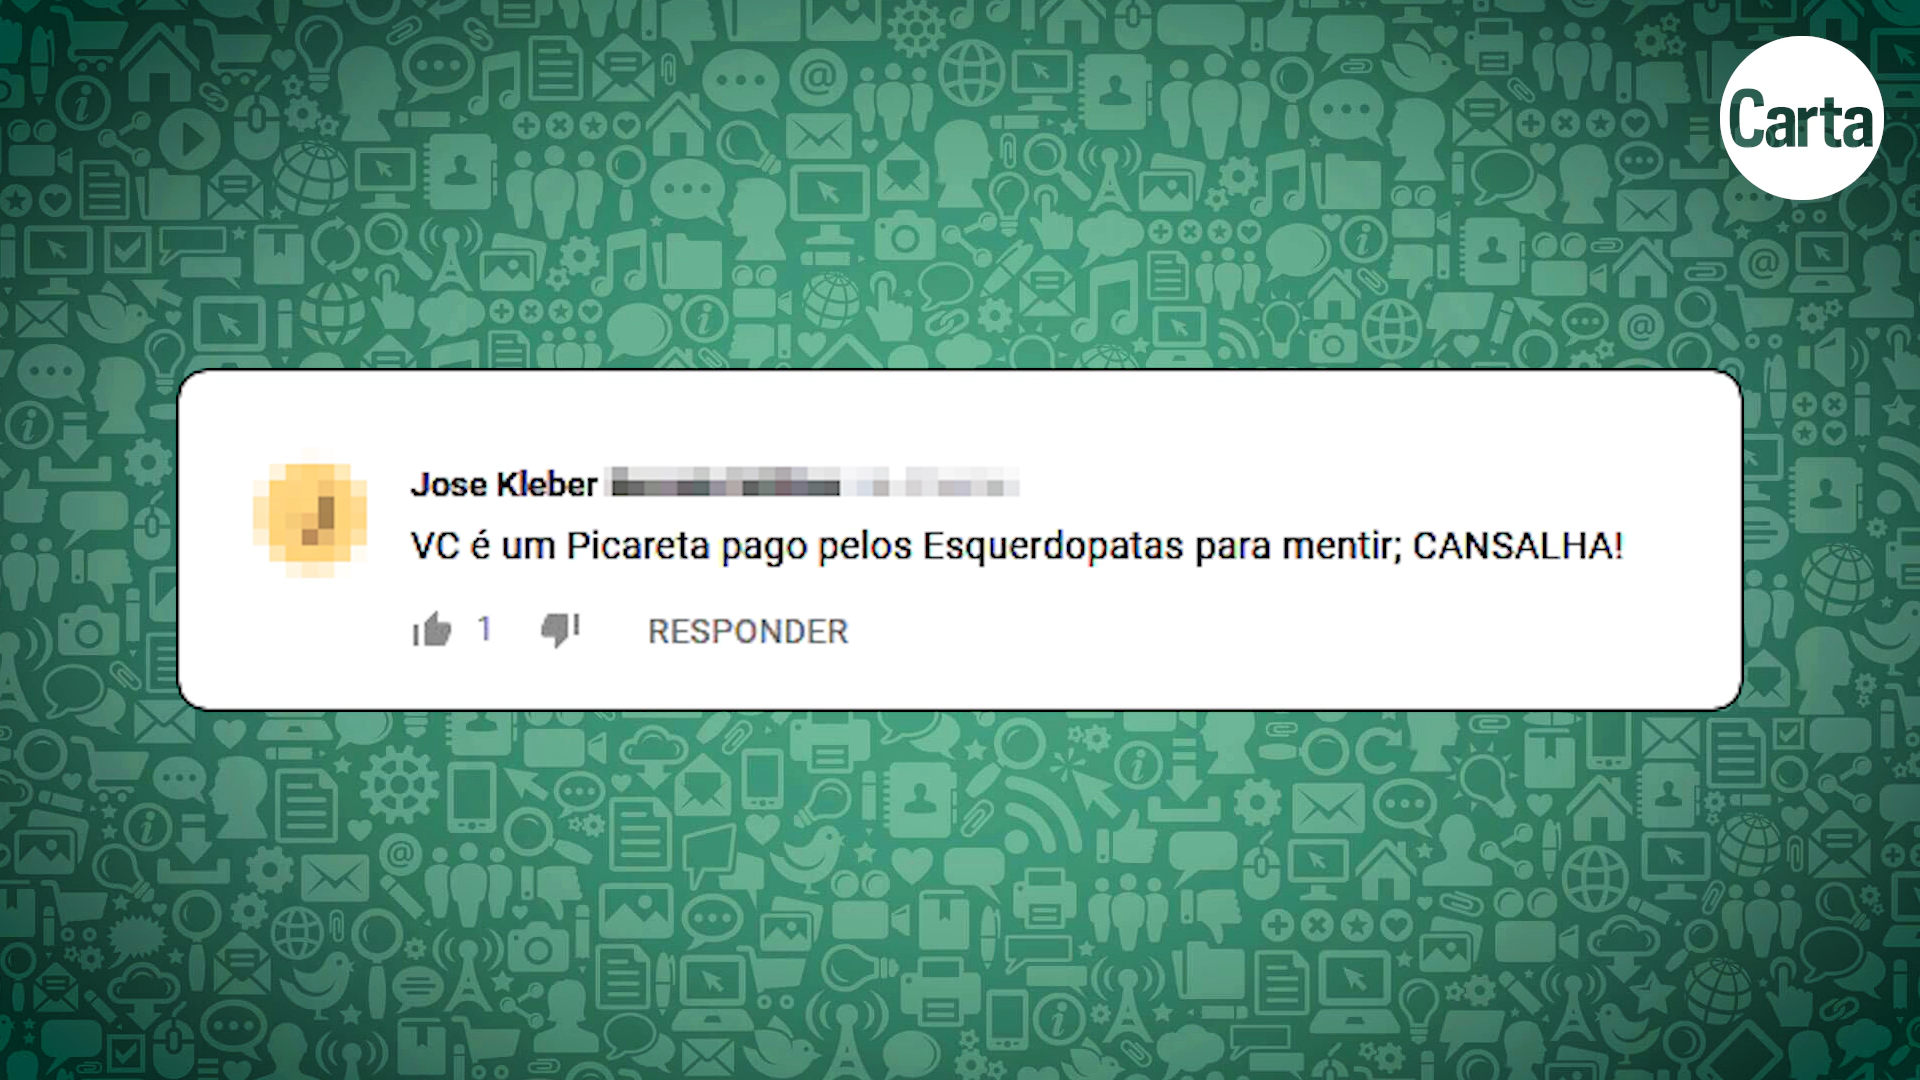 Carta
Jose Kleber
VC é um Picareta pago pelos Esquerdopatas para mentir; CANSALHA!
1
RESPONDER